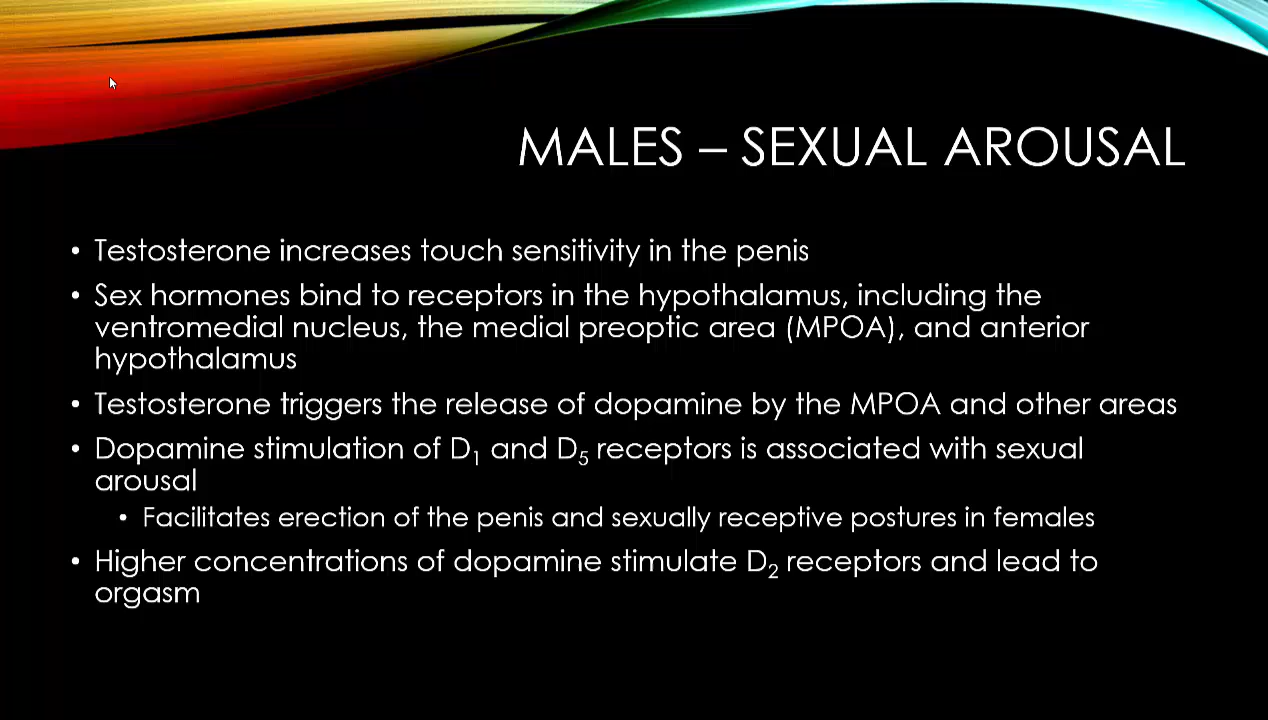 MALES – SEXUAL AROUSAL
• Testosterone increases touch sensitivity in the penis
• Sex hormones bind to receptors in the hypothalamus, including the
ventromedial nucleus, the medial preoptic area (MPOA), and anterior
hypothalamus
• Testosterone triggers the release of dopamine by the MPOA and other areas
• Dopamine stimulation of D₁ and D₅ receptors is associated with sexual
arousal
• Facilitates erection of the penis and sexually receptive postures in females
• Higher concentrations of dopamine stimulate D₂ receptors and lead to
orgasm